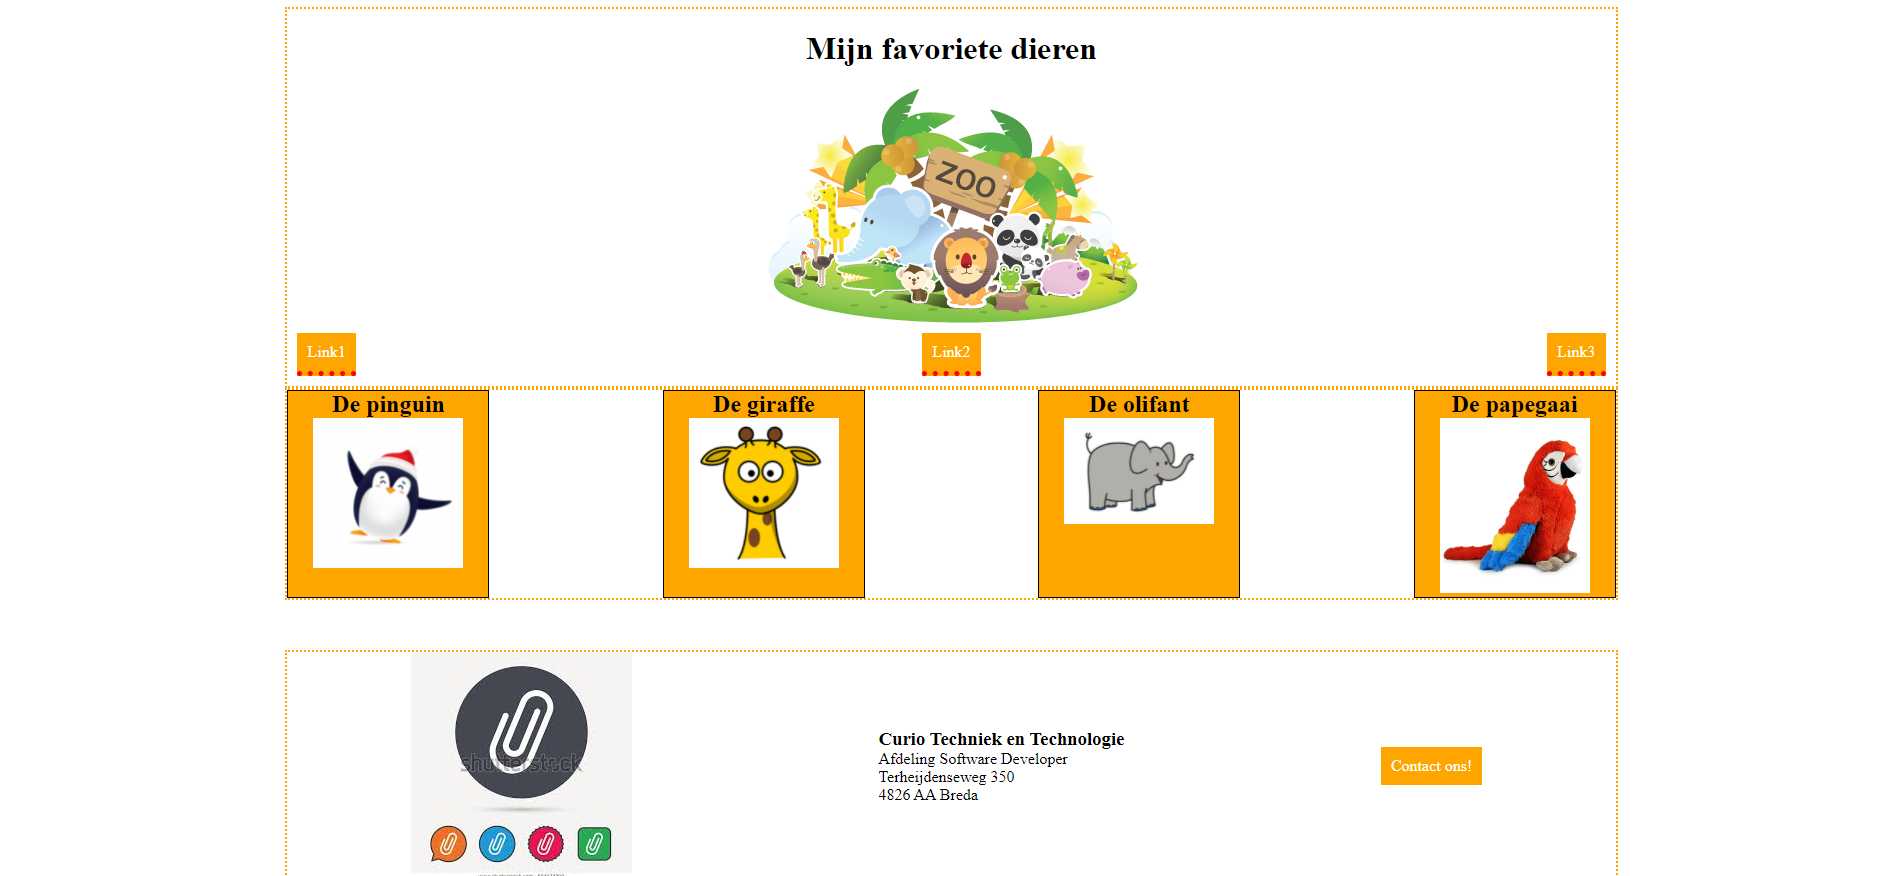 Mijn favoriete dieren
ZOO
Link1
Link2
Link3
De pinguin
De giraffe
De olifant
De papegaai
shutterstock
Curio Techniek en Technologie
Afdeling Software Developer
Terheijdenseweg 350
4826 AA Breda
Contact ons!